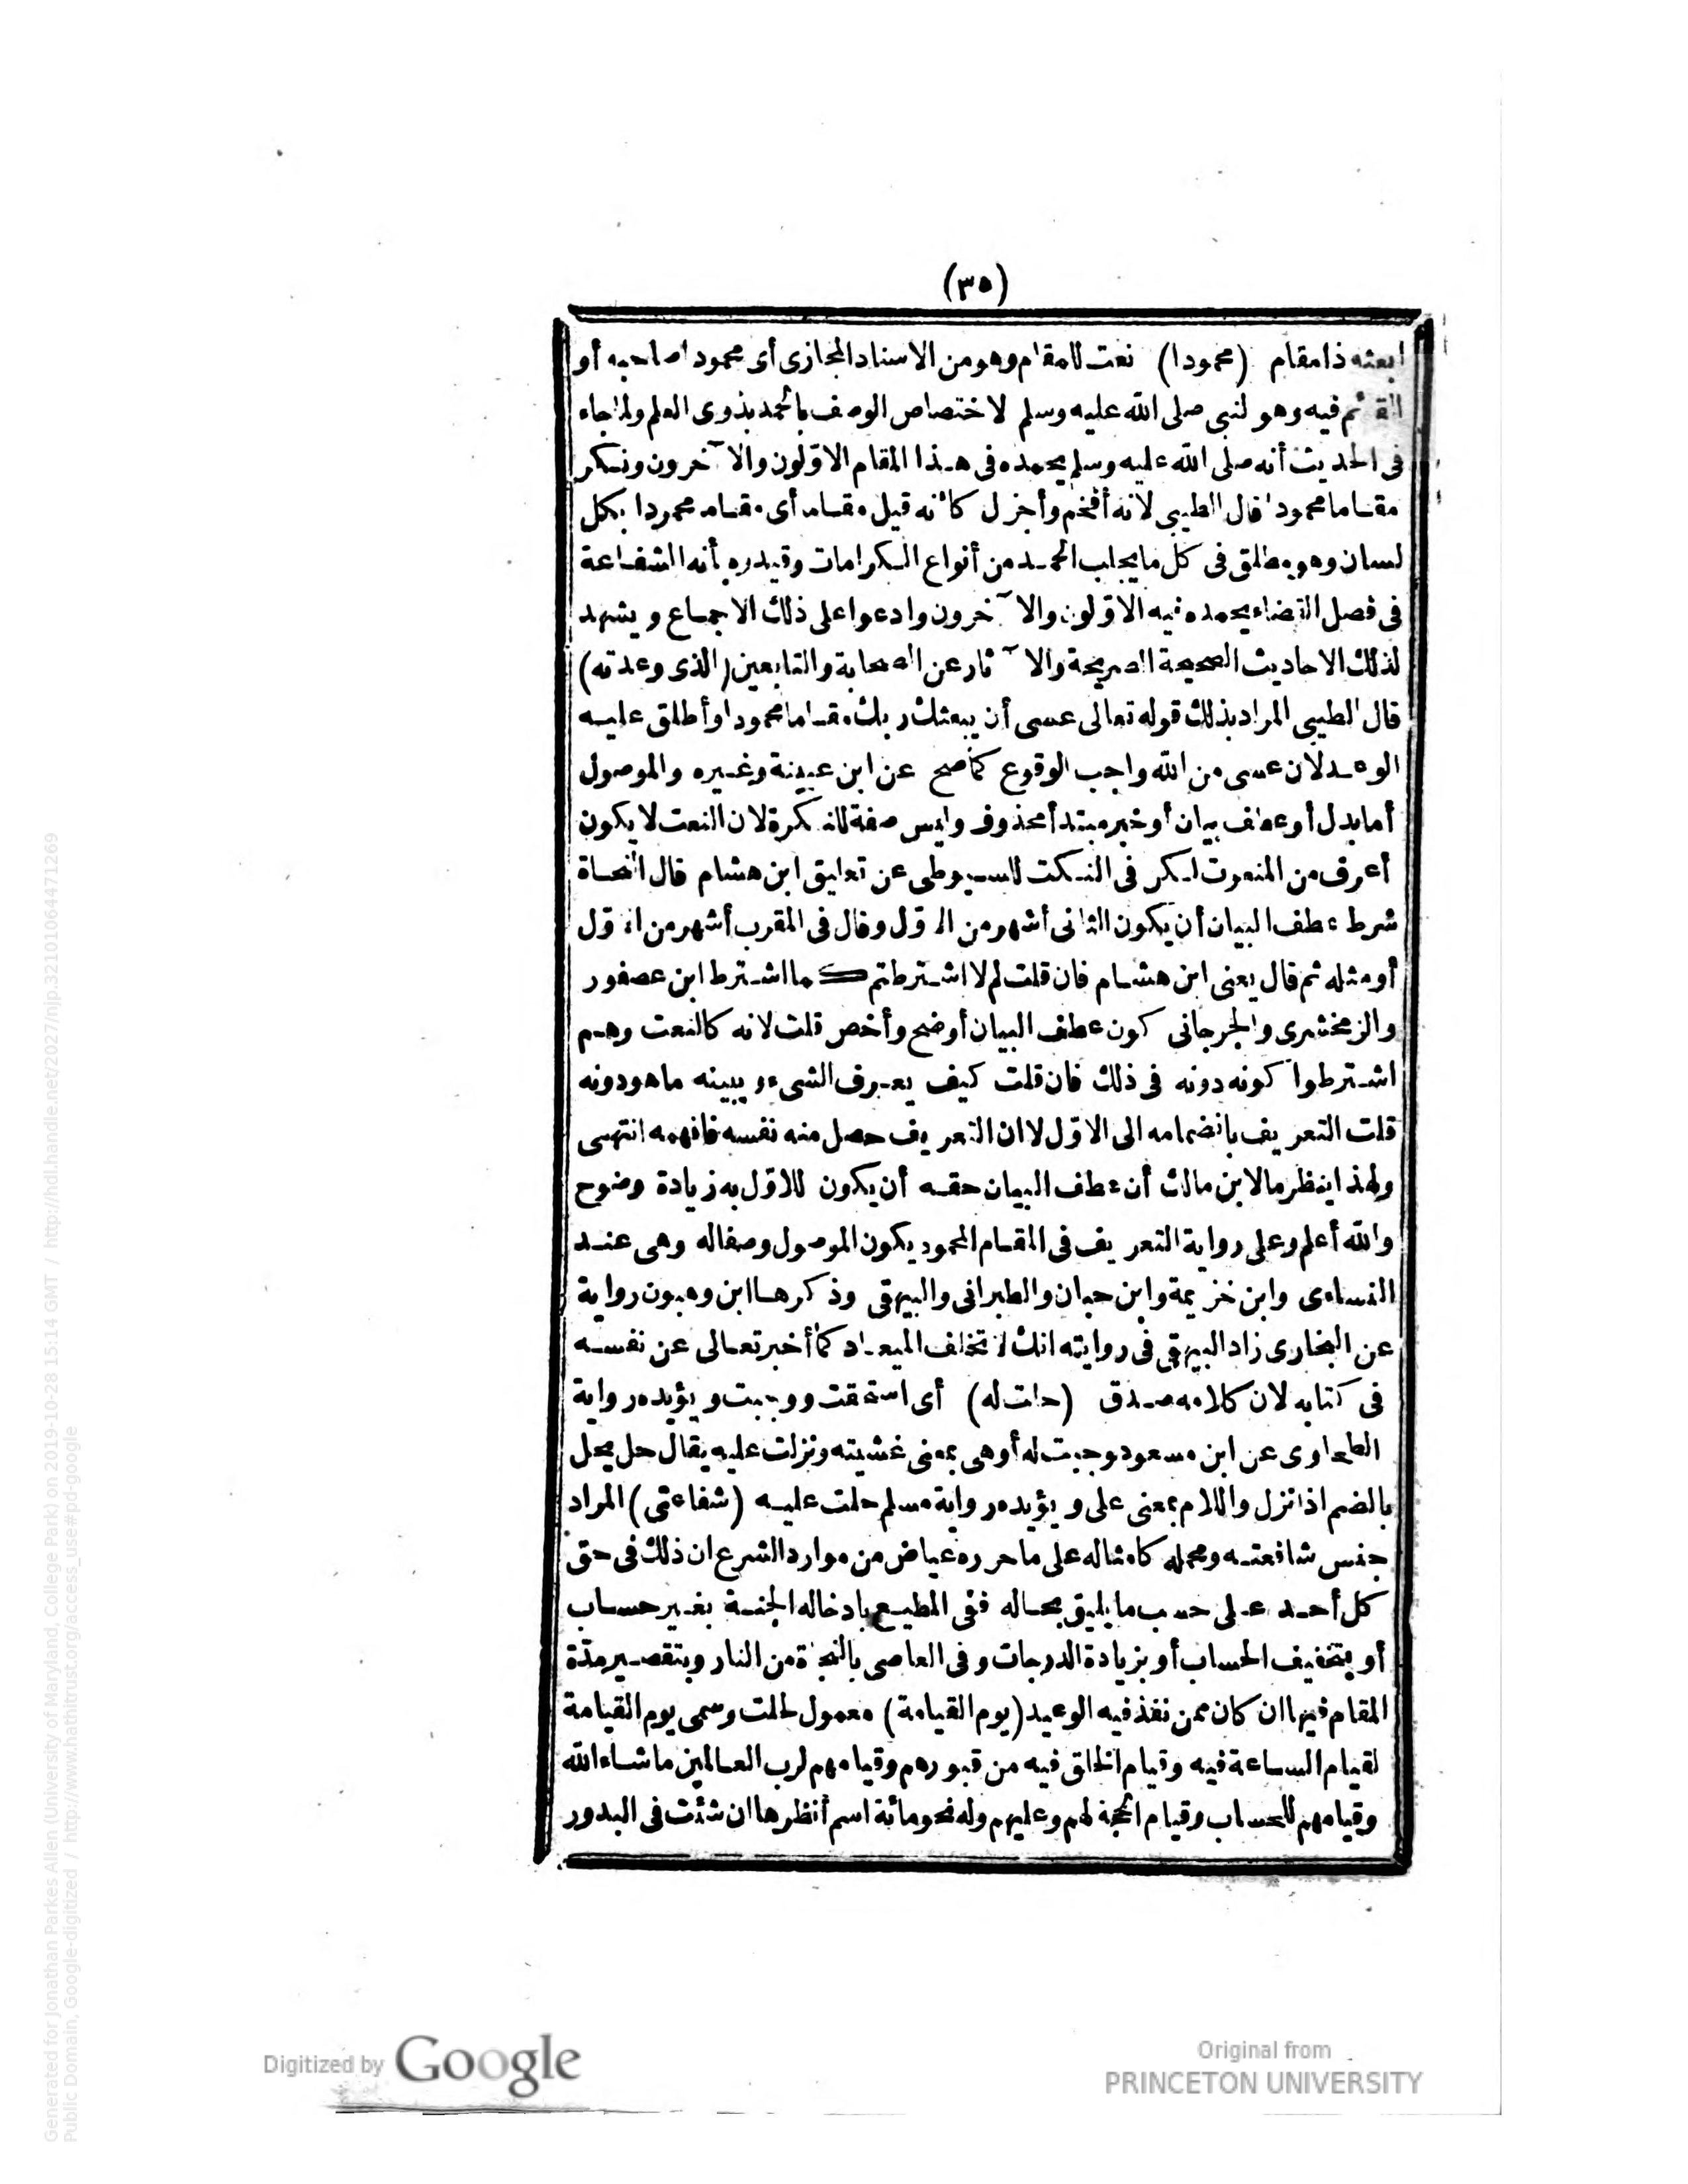 (٣٥)
ابعثه ذا مقام (محمودا) نعت للمقام وهو من الاسناد المجازى أى محمودا صاحبه أو
القائم فيه وهو لنبى صلى الله عليه وسلم لاختصاص الوصف بالحمد بذوى العلم ولذا جاء
فى الحديث أنه صلى الله عليه وسلم يحمده فى هذا المقام الاوّلون والآخرون ونكر
مقاما محمودا قال الطيبى لانه أفخم وأجزل كانه قيل مقاما أى مقاما محمودا بكل
لسان وهو مطلق فى كل ما يجلب الحمد من أنواع الكرامات وقيدره بأنه الشفاعة
فى فصل القضاء يحمده فيه الاوّلون والآخرون وادعوا على ذلك الاجماع ويشهد
لذلك الاحاديث الصحيحة الصريحة والآثار عن الصحابة والتابعين (الذى وعدته)
قال الطيبى المراد بذلك قوله تعالى عسى أن يبعثك ربك مقاما محمودا وأطلق عليه
الوعد لان عسى من الله واجب الوقوع كما صح عن ابن عيينة وغيره والموصول
أما بدل أو عطف بيان أو خبر مبتدأ محذوف وليس صفة للنكرة لان النعت لا يكون
أعرف من المنعوت لكر فى النكت للسيوطى عن تعاليق ابن هشام قال النحاة
شرط عطف البيان أن يكون الثانى أشهر من الاوّل وقال فى المقرب أشهر من الاوّل
أو مثله ثم قال يعنى ابن هشام فان قلت لم لا اشترطتم كما اشترط ابن عصفور
والزمخشرى والجرجانى كون عطف البيان أوضح وأخص قلت لانه كالنعت وهم
اشترطوا كونه دونه فى ذلك فان قلت كيف يعرف الشىء ويبينه ما هو دونه
قلت التعريف بانضمامه الى الاوّل لا ان التعريف حصل منه نفسه فافهمه انتهى
ولهذا ينظر ما لابن مالك أن عطف البيان حقه أن يكون للاوّل به زيادة وضوح
والله أعلم وعلى رواية التعريف فى المقام المحمود يكون الموصول وصفا له وهى عند
النساءى وابن خزيمة وابن حبان والطبرانى والبيهقى وذكرها ابن وهبون رواية
عن البخارى زاد البيهقى فى روايته انك لا تخلف الميعاد كما أخبر تعالى عن نفسه
فى كتابه لان كلامه صدق (حلت له) أى استحقت ووجبت ويؤيده رواية
الطحاوى عن ابن مسعود وجبت له أو هى بمعنى غشيته ونزلت عليه يقال حل يحل
بالضم اذا نزل واللام بمعنى على ويؤيده رواية مسلم حلت عليه (شفاعتى) المراد
جنس شافعته ومحمله كامثاله على ما حرره عياض من موارد الشرع ان ذلك فى حق
كل أحد على حسب ما يليق بحاله ففى المطيع بادخاله الجنة بغير حساب
أو بتخفيف الحساب أو بزيادة الدرجات وفى العاصى بالنجاة من النار وبتقصير مدّة
المقام فيها ان كان ممن نفذ فيه الوعيد (يوم القيامة) معمول لحلت وسمى يوم القيامة
لقيام الساعة فيه وقيام الخلق فيه من قبورهم وقيامهم لرب العالمين ما شاء الله
وقيامهم للحساب وقيام الحجة لهم وعليهم وله نحو مائة اسم أنظرها ان شئت فى البدور
Digitized by Google
Original from
PRINCETON UNIVERSITY
Generated for Jonathan Parkes Allen (University of Maryland, College Park) on 2019-10-28 15:14 GMT / http://hdl.handle.net/2027/njp.32101064471269
Public Domain, Google-digitized / http://www.hathitrust.org/access_use#pd-google